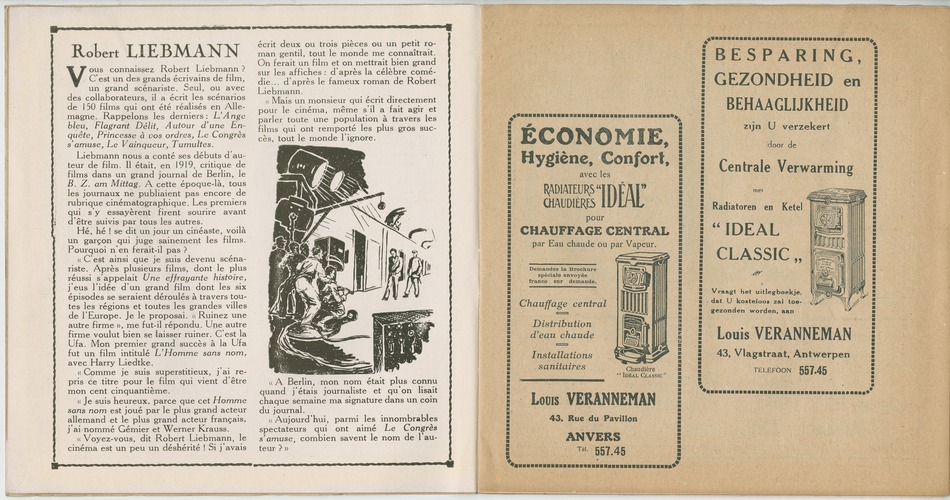 Robert LIEBMANN
Vous connaissez Robert Liebmann ?
C'est un des grands écrivains de film,
un grand scénariste. Seul, ou avec
des collaborateurs, il a écrit les scénarios
de 150 films qui ont été réalisés en Alle-
magne. Rappelons les derniers : L'Ange
bleu, Flagrant Délit, Autour d'une En-
quête, Princesse à vos ordres, Le Congrès
s'amuse, Le Vainqueur, Tumultes.
Liebmann nous a conté ses débuts d'au-
teur de film. Il était, en 1919, critique de
films dans un grand journal de Berlin, le
B. Z. am Mittag. A cette époque-là, tous
les journaux ne publiaient pas encore de
rubrique cinématographique. Les premiers
qui s'y essayèrent firent sourire avant
d'être suivis par tous les autres.
Hé, hé ! se dit un jour un cinéaste, voilà
un garçon qui juge sainement les films.
Pourquoi n'en ferait-il pas ?
« C'est ainsi que je suis devenu scéna-
riste. Après plusieurs films, dont le plus
réussi s'appelait Une effrayante histoire,
j'eus l'idée d'un grand film dont les six
épisodes se seraient déroulés à travers tou-
tes les régions et toutes les grandes villes
de l'Europe. Je le proposai. « Ruinez une
autre firme », me fut-il répondu. Une autre
firme voulut bien se laisser ruiner. C'est la
Ufa. Mon premier grand succès à la Ufa
fut un film intitulé L'Homme sans nom,
avec Harry Liedtke.
« Comme je suis superstitieux, j'ai re-
pris ce titre pour le film qui vient d'être
mon cent cinquantième.
« Je suis heureux, parce que cet Homme
sans nom est joué par le plus grand acteur
allemand et le plus grand acteur français,
j'ai nommé Gémier et Werner Krauss.
« Voyez-vous, dit Robert Liebmann, le
cinéma est un peu un déshérité ! Si j'avais
écrit deux ou trois pièces ou un petit ro-
man gentil, tout le monde me connaîtrait.
On ferait un film et on mettrait bien grand
sur les affiches : d'après la célèbre comé-
die... d'après le fameux roman de Robert
Liebmann.
« Mais un monsieur qui écrit directement
pour le cinéma, même s'il a fait agir et
parler toute une population à travers les
films qui ont remporté les plus gros suc-
cès, tout le monde l'ignore.
« A Berlin, mon nom était plus connu
quand j'étais journaliste et qu'on lisait
chaque semaine ma signature dans un coin
du journal.
« Aujourd'hui, parmi les innombrables
spectateurs qui ont aimé Le Congrès
s'amuse, combien savent le nom de l'au-
teur ? »
ÉCONOMIE,
Hygiène, Confort,
avec les
RADIATEURS
CHAUDIÈRES
"IDÉAL"
pour
CHAUFFAGE CENTRAL
par Eau chaude ou par Vapeur.
Demandez la Brochure
spéciale envoyée
franco sur demande.
Chauffage central
Distribution
d'eau chaude
Installations
sanitaires
Chaudière
"IDEAL CLASSIC"
Louis VERANNEMAN
43, Rue du Pavillon
ANVERS
Tél. 557.45
BESPARING,
GEZONDHEID en
BEHAAGLIJKHEID
zijn U verzekert
door de
Centrale Verwarming
met
Radiatoren en Ketel
" IDEAL
CLASSIC „
Vraagt het uitlegboekje,
dat U kosteloos zal toe-
gezonden worden, aan
Louis VERANNEMAN
43, Vlagstraat, Antwerpen
TELEFOON 557.45